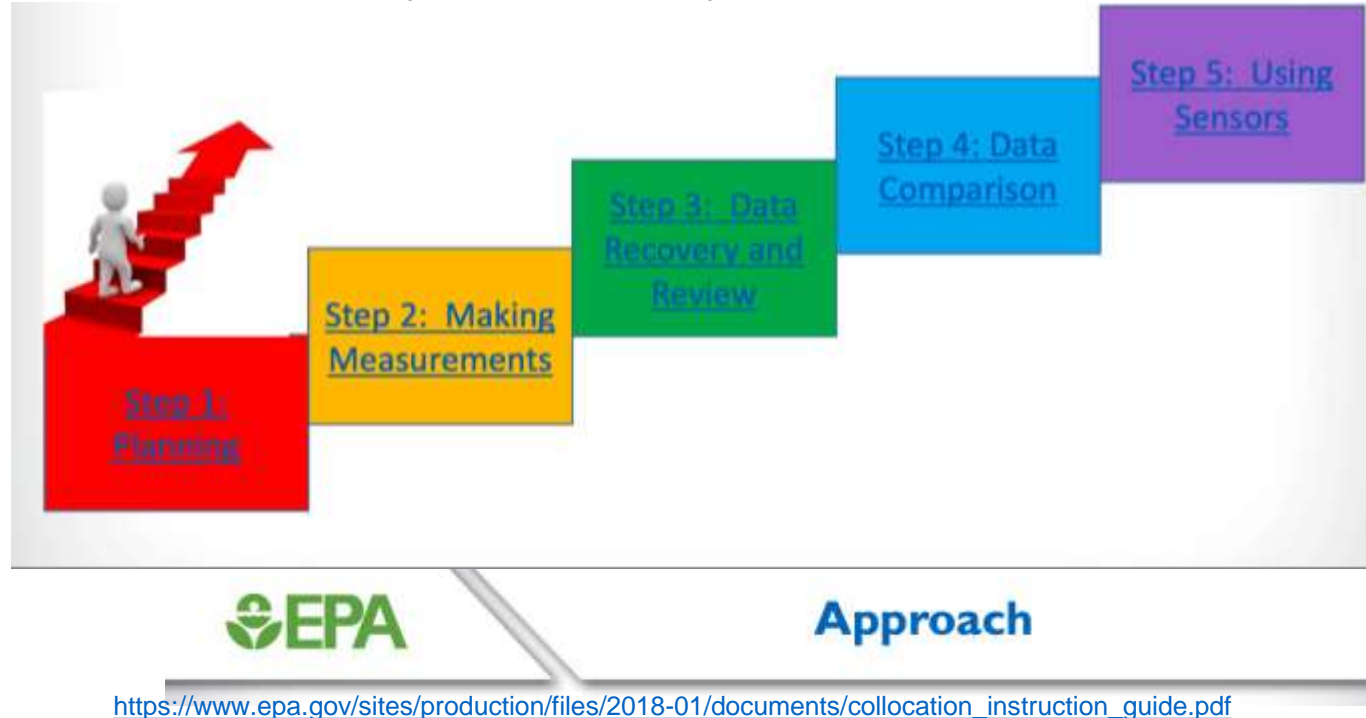 Step 5: Using
Sensors
Step 4: Data
Comparison
Step 3: Data
Recovery and
Review
Step 2: Making
Measurements
Step 1:
Planning
EPA
Approach
https://www.epa.gov/sites/production/files/2018-01/documents/collocation_instruction_guide.pdf